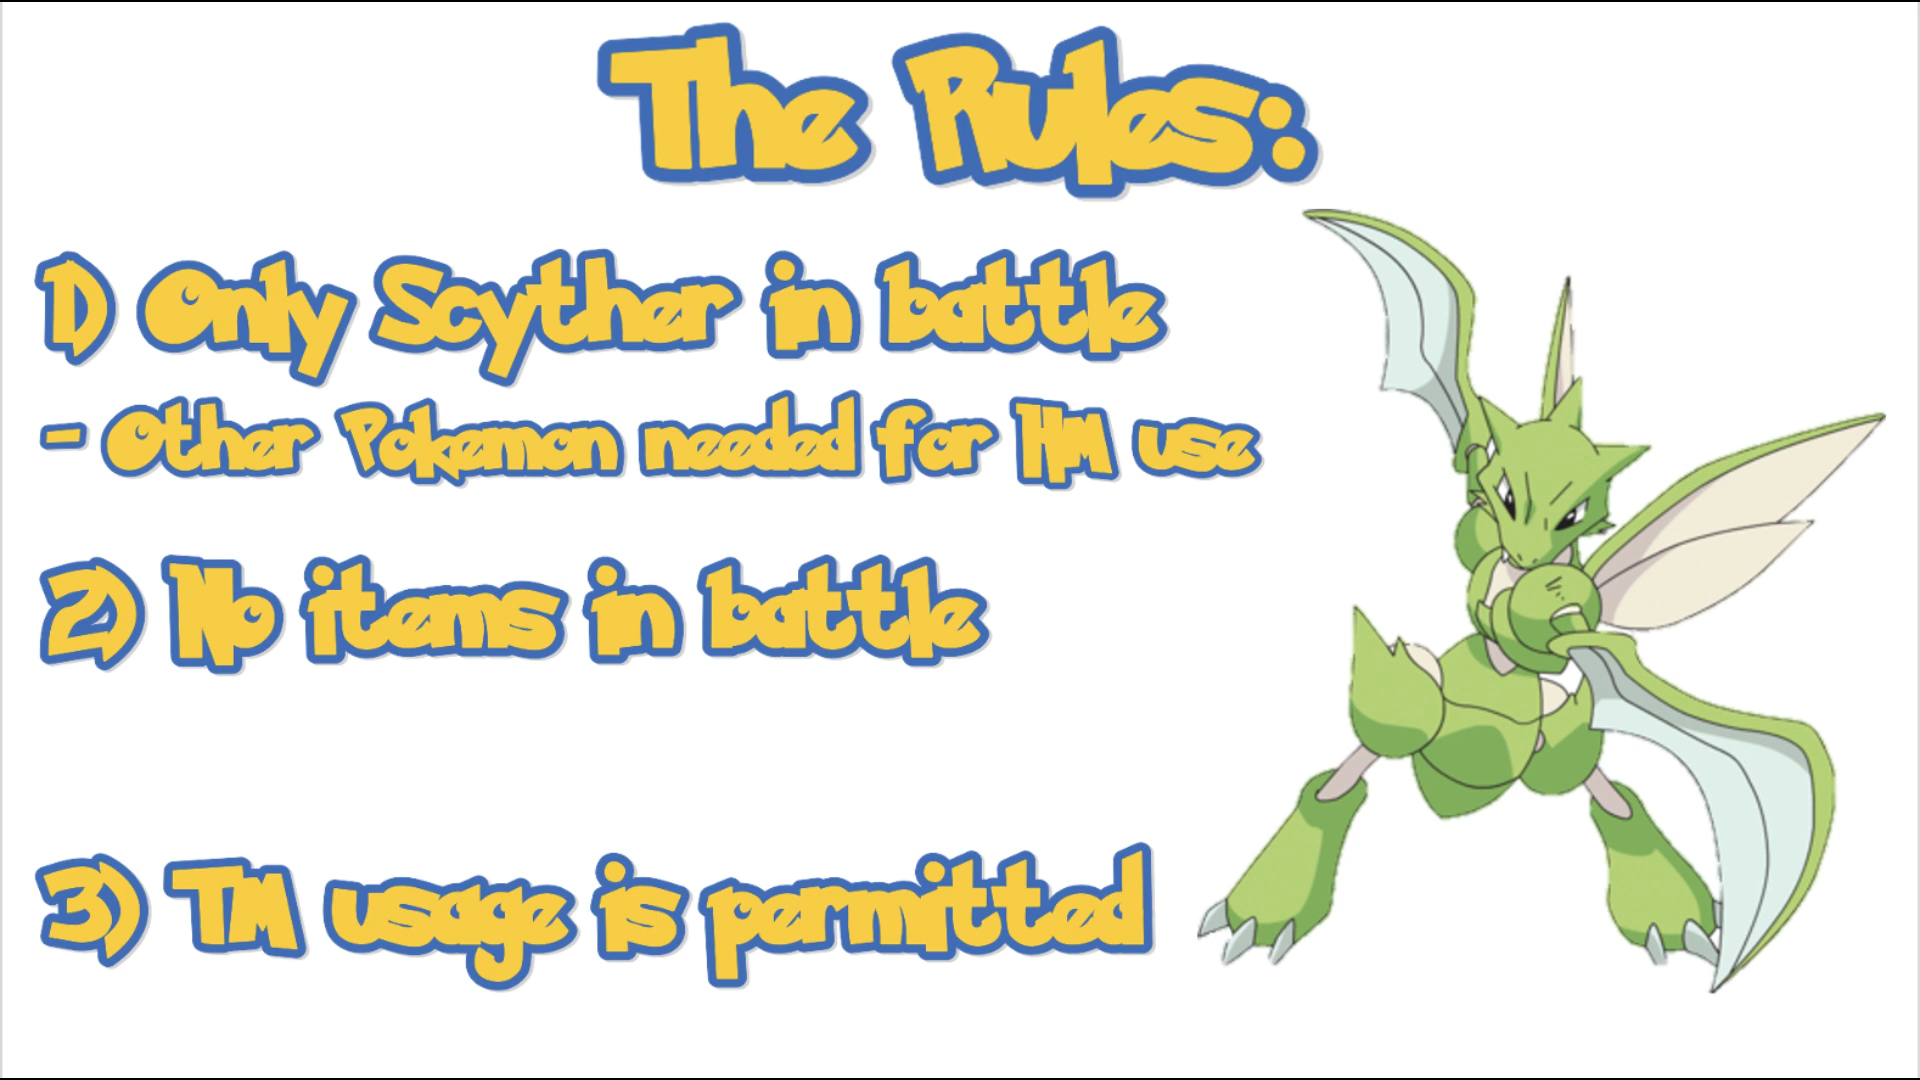 The Rules:
1) Only Scyther in battle
- Other Pokemon needed for HM use
2) No items in battle
3) TM usage is permitted